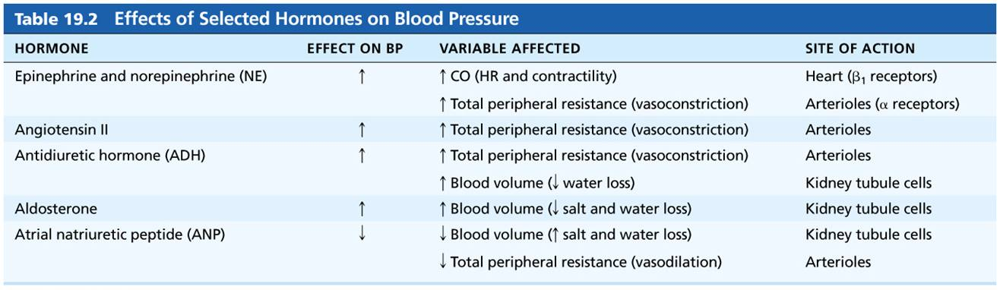 Table 19.2 Effects of Selected Hormones on Blood Pressure
HORMONE EFFECT ON BP VARIABLE AFFECTED SITE OF ACTION
Epinephrine and norepinephrine (NE) ↑ ↑ CO (HR and contractility) Heart (β₁ receptors)
↑ Total peripheral resistance (vasoconstriction) Arterioles (α receptors)
Angiotensin II ↑ ↑ Total peripheral resistance (vasoconstriction) Arterioles
Antidiuretic hormone (ADH) ↑ ↑ Total peripheral resistance (vasoconstriction) Arterioles
↑ Blood volume (↓ water loss) Kidney tubule cells
Aldosterone ↑ ↑ Blood volume (↓ salt and water loss) Kidney tubule cells
Atrial natriuretic peptide (ANP) ↓ ↓ Blood volume (↑ salt and water loss) Kidney tubule cells
↓ Total peripheral resistance (vasodilation) Arterioles